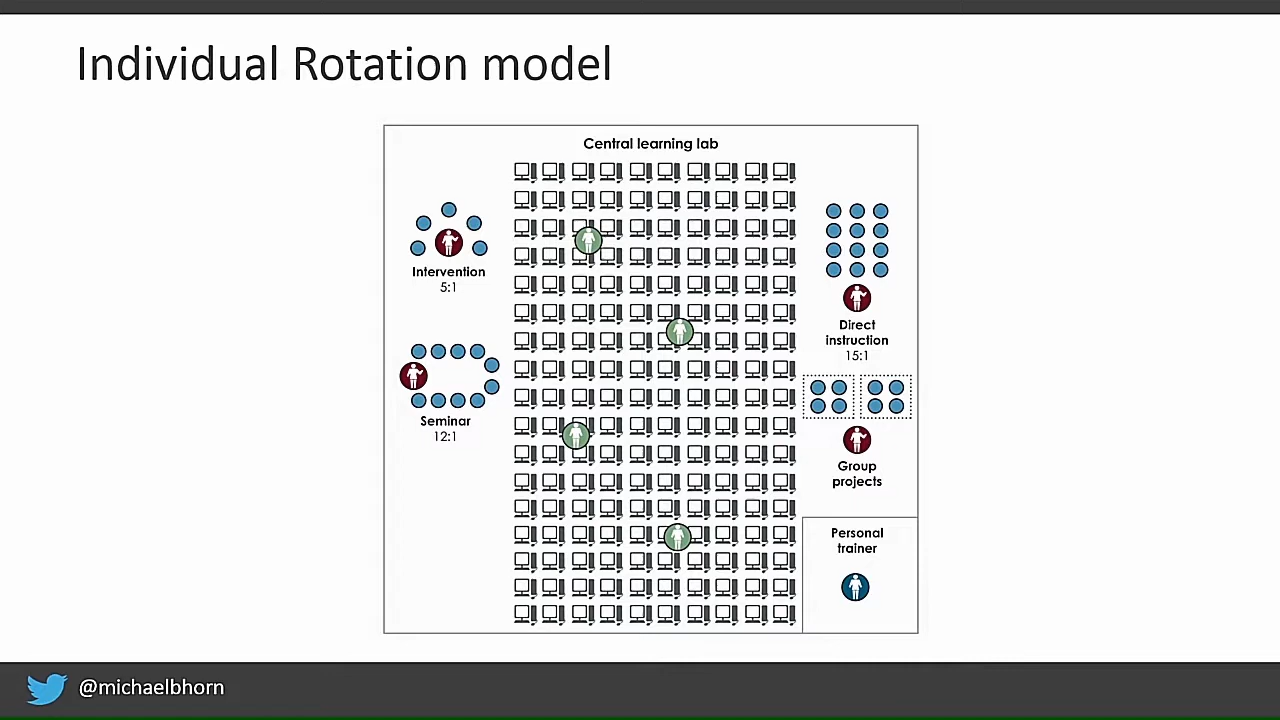 Individual Rotation model
Central learning lab
Intervention
5:1
Seminar
12:1
Direct
instruction
15:1
Group
projects
Personal
trainer
@michaelbhorn